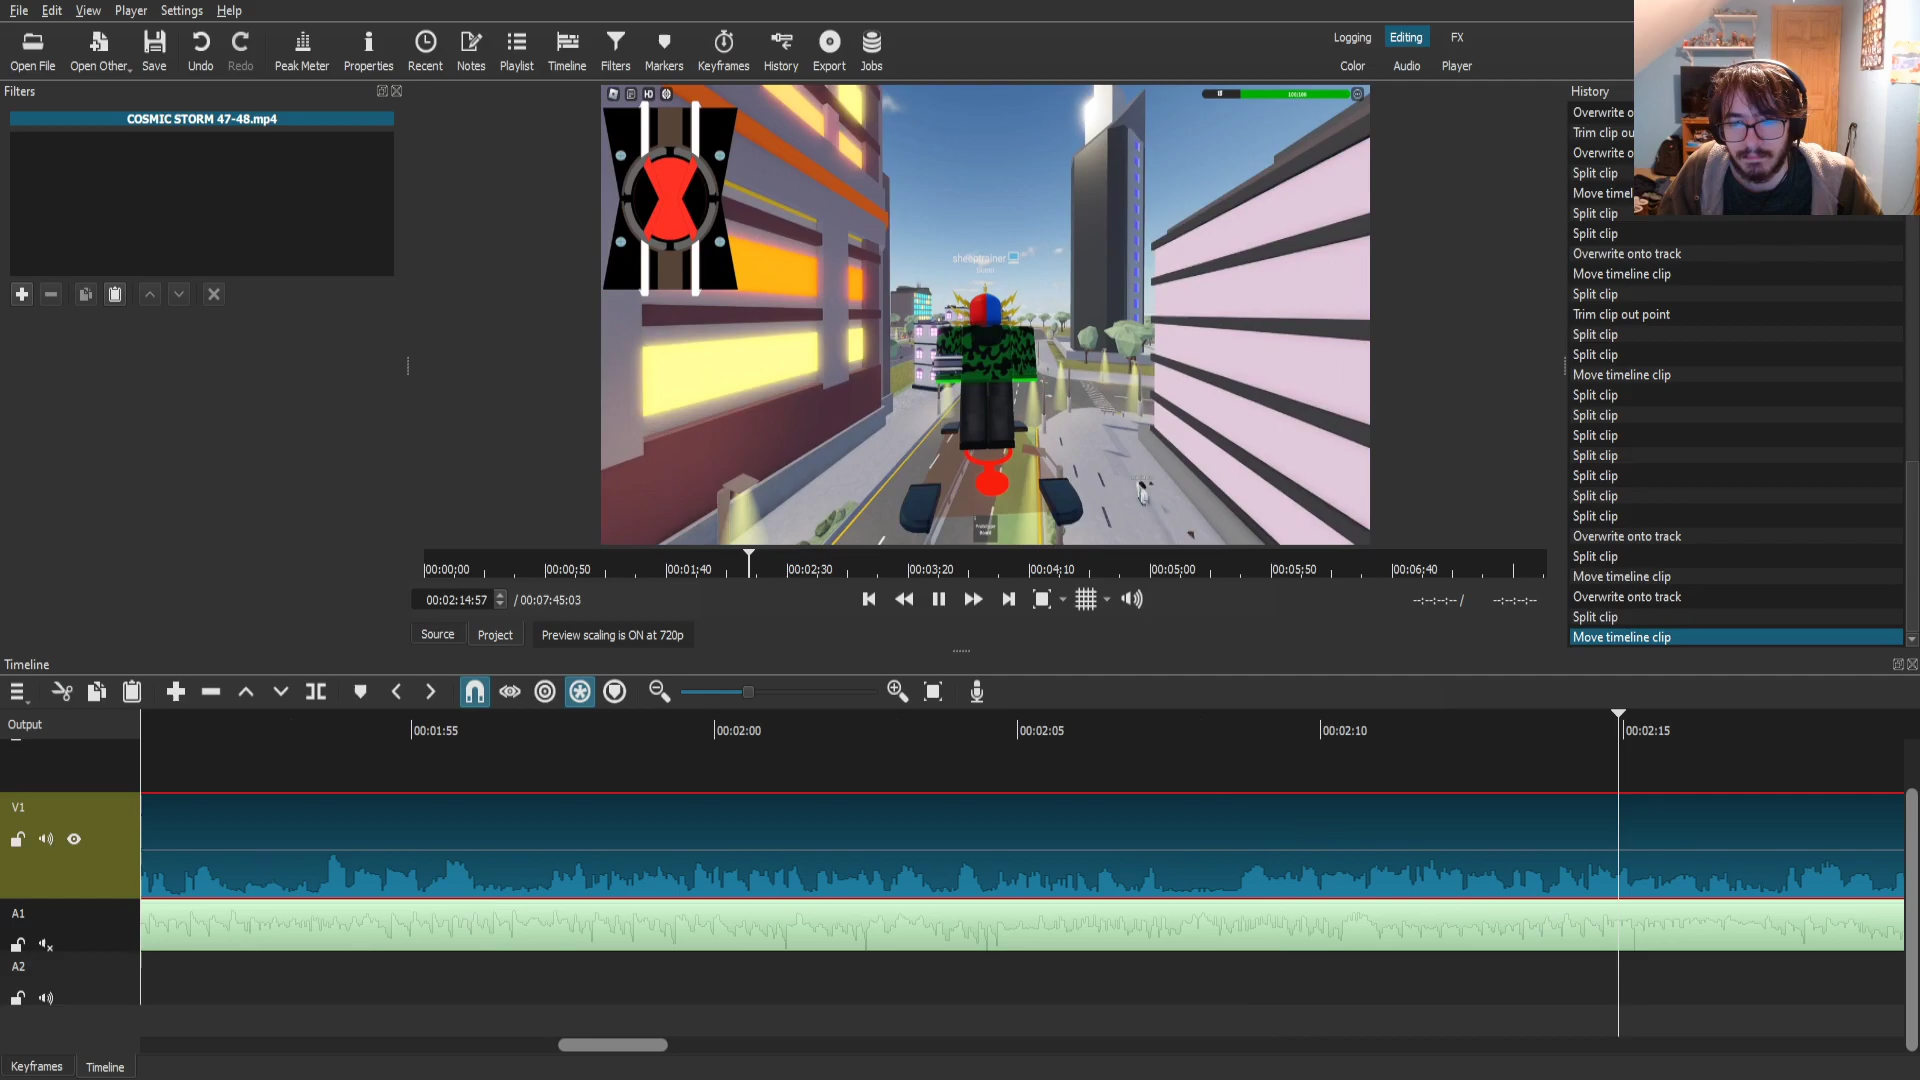 File Edit View Player Settings Help
Open File Open Other Save Undo Redo Peak Meter Properties Recent Notes Playlist Timeline Filters Markers Keyframes History Export Jobs
Logging Editing FX
Color Audio Player
Filters
COSMIC STORM 47-48.mp4
HD
100/100
sheeptrainer
History
Overwrite o
Trim clip ou
Overwrite o
Split clip
Move timel
Split clip
Split clip
Overwrite onto track
Move timeline clip
Split clip
Trim clip out point
Split clip
Split clip
Move timeline clip
Split clip
Split clip
Split clip
Split clip
Split clip
Split clip
Split clip
Overwrite onto track
Split clip
Move timeline clip
Overwrite onto track
Split clip
Move timeline clip
00:00:00 00:00:50 00:01:40 00:02:30 00:03:20 00:04:10 00:05:00 00:05:50 00:06:40
00:02:14:57 / 00:07:45:03 --:--:--:-- / --:--:--:--
Source Project Preview scaling is ON at 720p
Timeline
Output
00:01:55 00:02:00 00:02:05 00:02:10 00:02:15
V1
A1
A2
Keyframes Timeline